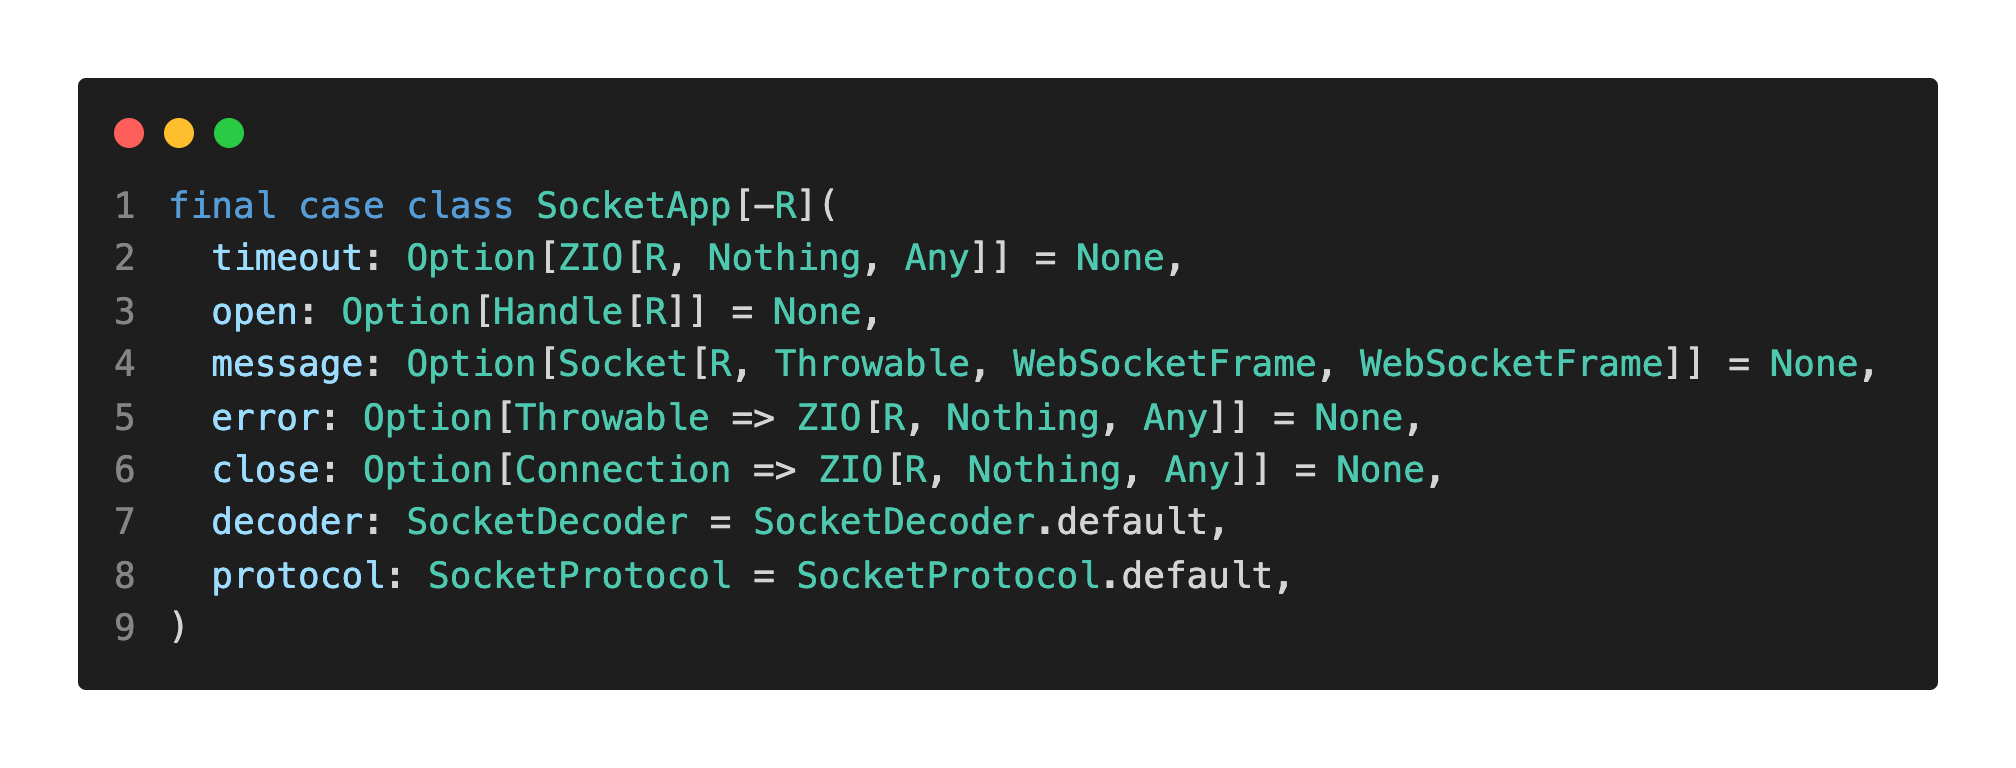 1 final case class SocketApp[-R](
2   timeout: Option[ZIO[R, Nothing, Any]] = None,
3   open: Option[Handle[R]] = None,
4   message: Option[Socket[R, Throwable, WebSocketFrame, WebSocketFrame]] = None,
5   error: Option[Throwable => ZIO[R, Nothing, Any]] = None,
6   close: Option[Connection => ZIO[R, Nothing, Any]] = None,
7   decoder: SocketDecoder = SocketDecoder.default,
8   protocol: SocketProtocol = SocketProtocol.default,
9 )